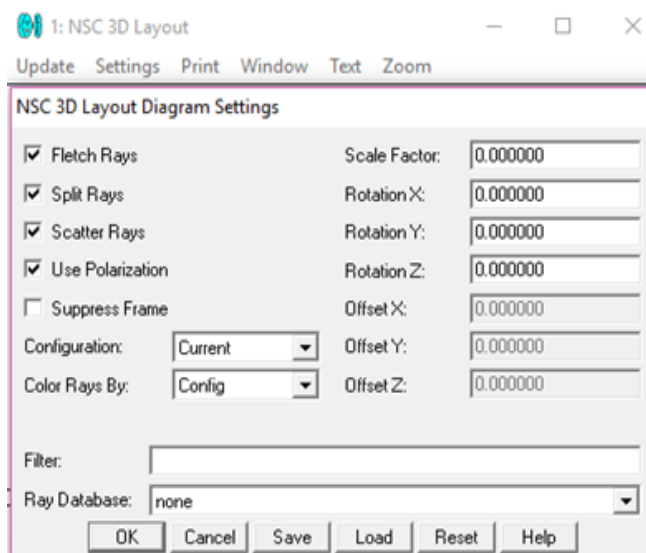 1: NSC 3D Layout
Update Settings Print Window Text Zoom
NSC 3D Layout Diagram Settings
Fletch Rays Scale Factor: 0.000000
Split Rays Rotation X: 0.000000
Scatter Rays Rotation Y: 0.000000
Use Polarization Rotation Z: 0.000000
Suppress Frame Offset X: 0.000000
Configuration: Current Offset Y: 0.000000
Color Rays By: Config Offset Z: 0.000000
Filter:
Ray Database: none
OK Cancel Save Load Reset Help